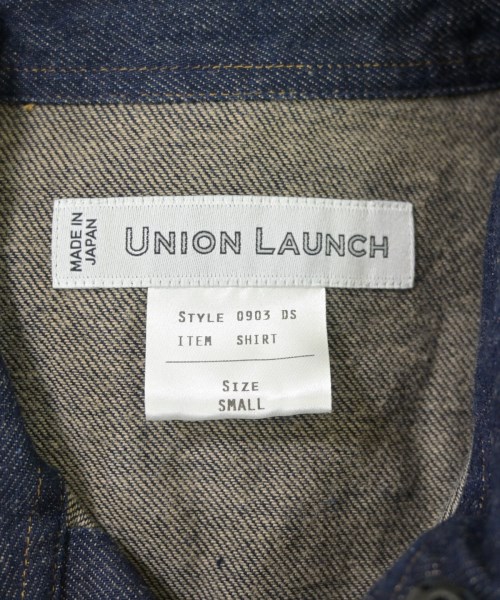 MADE IN
JAPAN
UNION LAUNCH
STYLE 0903 DS
ITEM SHIRT
SIZE
SMALL